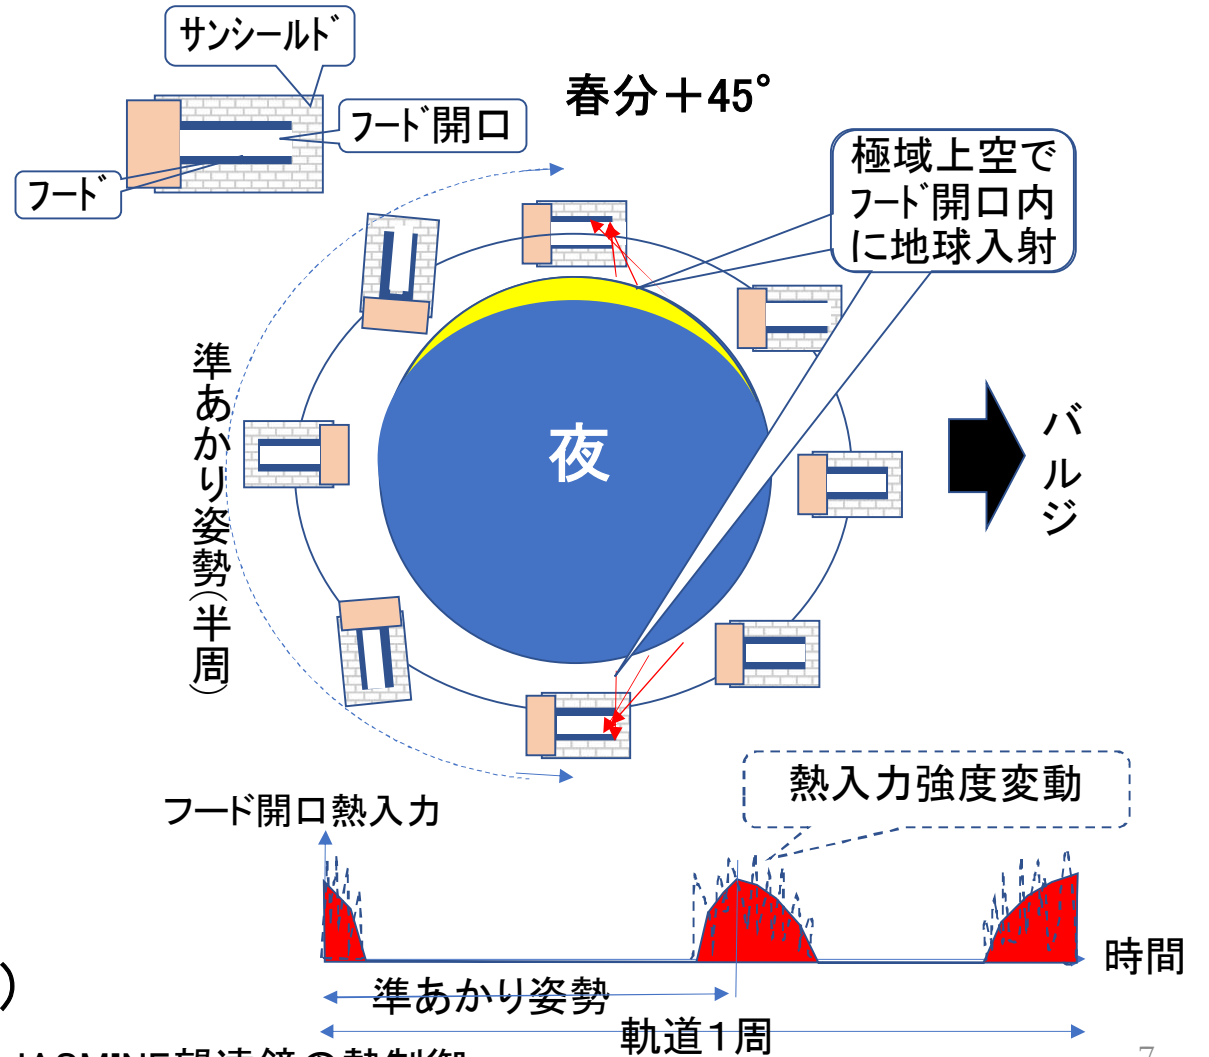 サンシールド
春分＋45°
フード開口
フード
極域上空で
フード開口内
に地球入射
準あかり姿勢(半周)
夜
バルジ
熱入力強度変動
フード開口熱入力
時間
)
準あかり姿勢
軌道１周
7